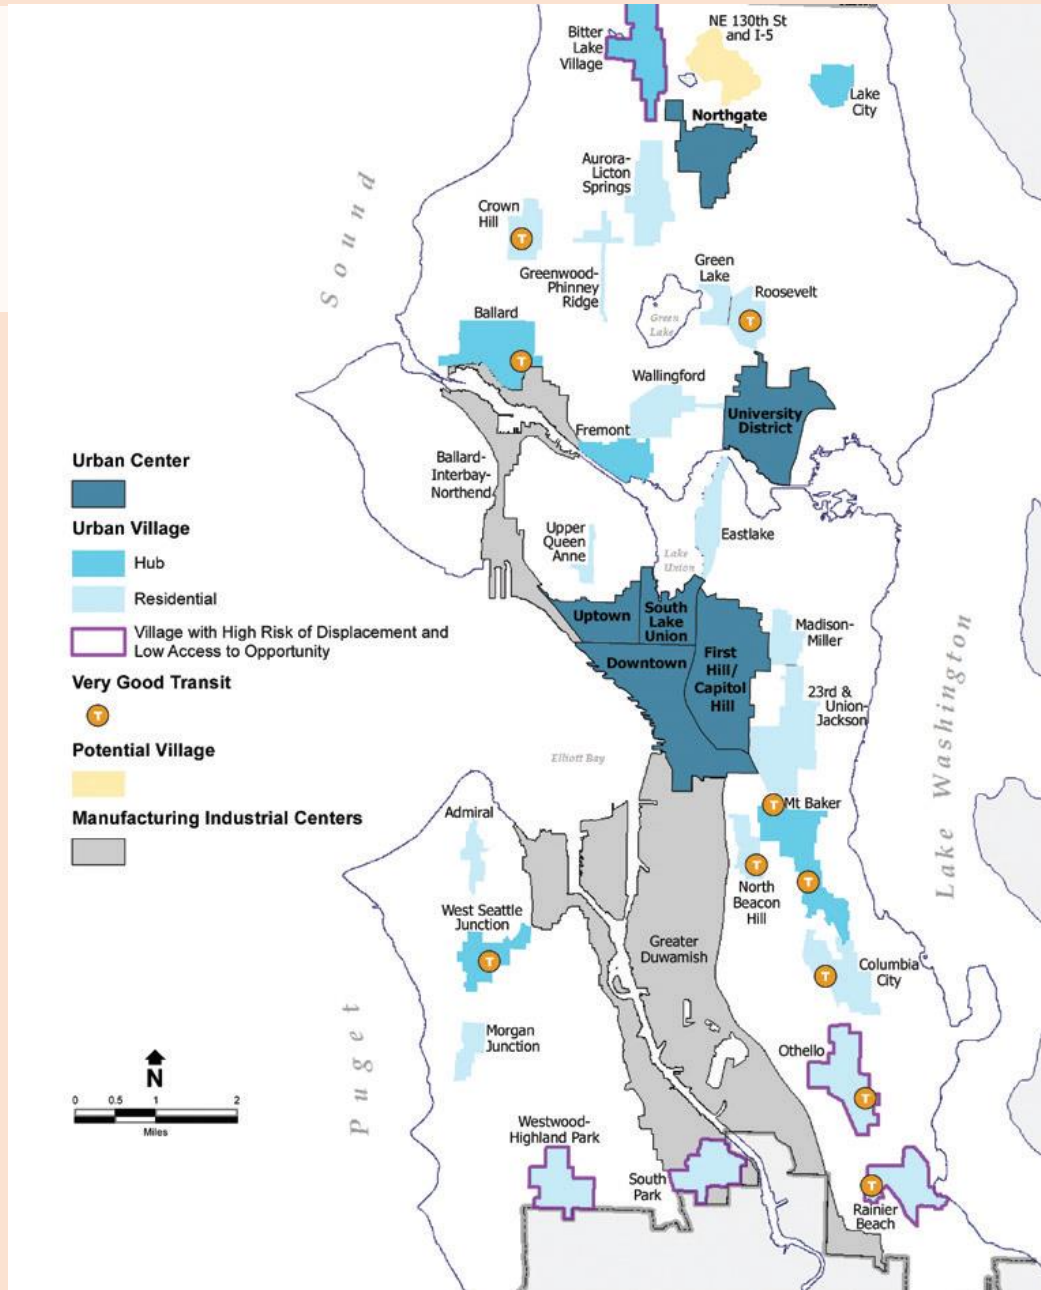 NE 130th St
and I-5
Bitter
Lake
Village
Lake
City
Northgate
Aurora-
Licton
Springs
Crown
Hill
T
Sound
Greenwood-
Phinney
Ridge
Green
Lake
Roosevelt
T
Green
Lake
Ballard
T
Wallingford
University
District
Fremont
Ballard-
Interbay-
Northend
Urban Center
Urban Village
Hub
Residential
Village with High Risk of Displacement and
Low Access to Opportunity
Very Good Transit
T
Potential Village
Manufacturing Industrial Centers
Upper
Queen
Anne
Eastlake
Lake
Union
Uptown
South
Lake
Union
Downtown
First
Hill/
Capitol
Hill
Madison-
Miller
23rd &
Union-
Jackson
Lake Washington
Elliott Bay
Admiral
T
Mt Baker
T
North
Beacon
Hill
T
West Seattle
Junction
T
Greater
Duwamish
Columbia
City
T
Morgan
Junction
Othello
T
Puget
N
0 0.5 1 2
Miles
Westwood-
Highland Park
South
Park
T
Rainier
Beach